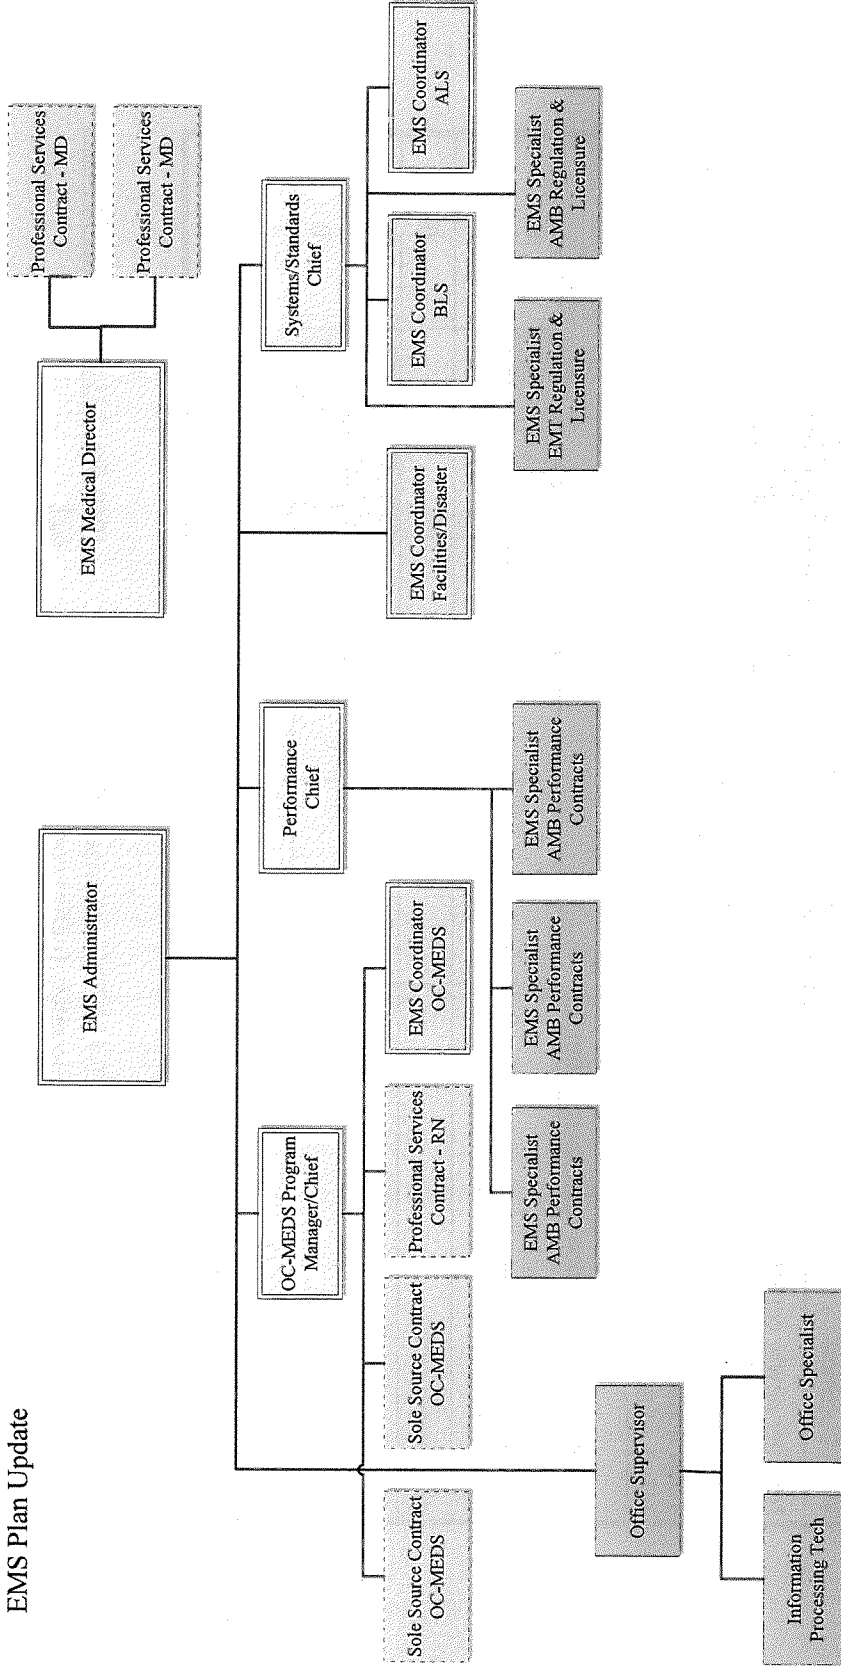 EMS Plan Update
EMS Administrator
EMS Medical Director
Professional Services
Contract - MD
Professional Services
Contract - MD
OC-MEDS Program
Manager/Chief
Performance
Chief
Systems/Standards
Chief
Sole Source Contract
OC-MEDS
Sole Source Contract
OC-MEDS
Professional Services
Contract - RN
EMS Coordinator
OC-MEDS
EMS Coordinator
Facilities/Disaster
EMS Coordinator
BLS
EMS Coordinator
ALS
EMS Specialist
AMB Performance
Contracts
EMS Specialist
AMB Performance
Contracts
EMS Specialist
AMB Performance
Contracts
EMS Specialist
EMT Regulation &
Licensure
EMS Specialist
AMB Regulation &
Licensure
Office Supervisor
Information
Processing Tech
Office Specialist